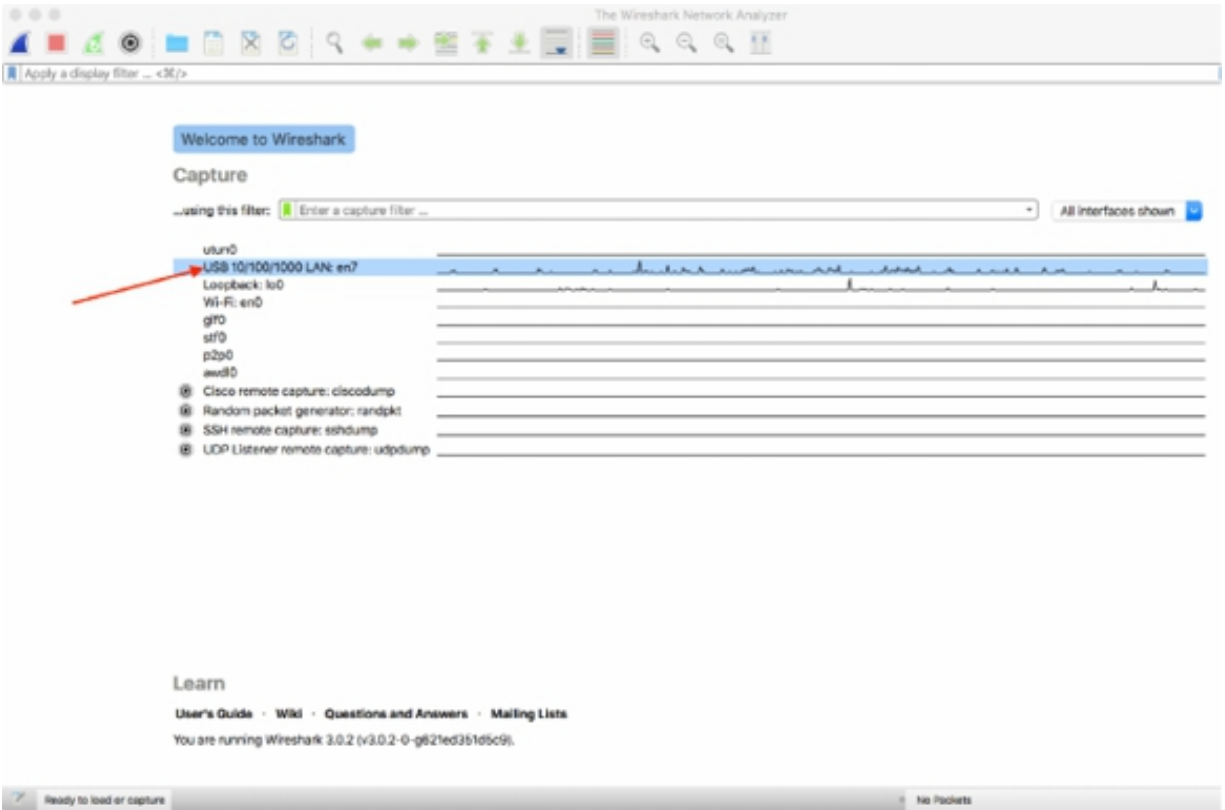 The Wireshark Network Analyzer
Apply a display filter ... <⌘/>
Welcome to Wireshark
Capture
...using this filter: Enter a capture filter ... All interfaces shown
utun0
USB 10/100/1000 LAN: en7
Loopback: lo0
Wi-Fi: en0
gif0
stf0
p2p0
awdl0
Cisco remote capture: ciscodump
Random packet generator: randpkt
SSH remote capture: sshdump
UDP Listener remote capture: udpdump
Learn
User's Guide · Wiki · Questions and Answers · Mailing Lists
You are running Wireshark 3.0.2 (v3.0.2-0-g621ed351d5c9).
Ready to load or capture No Packets